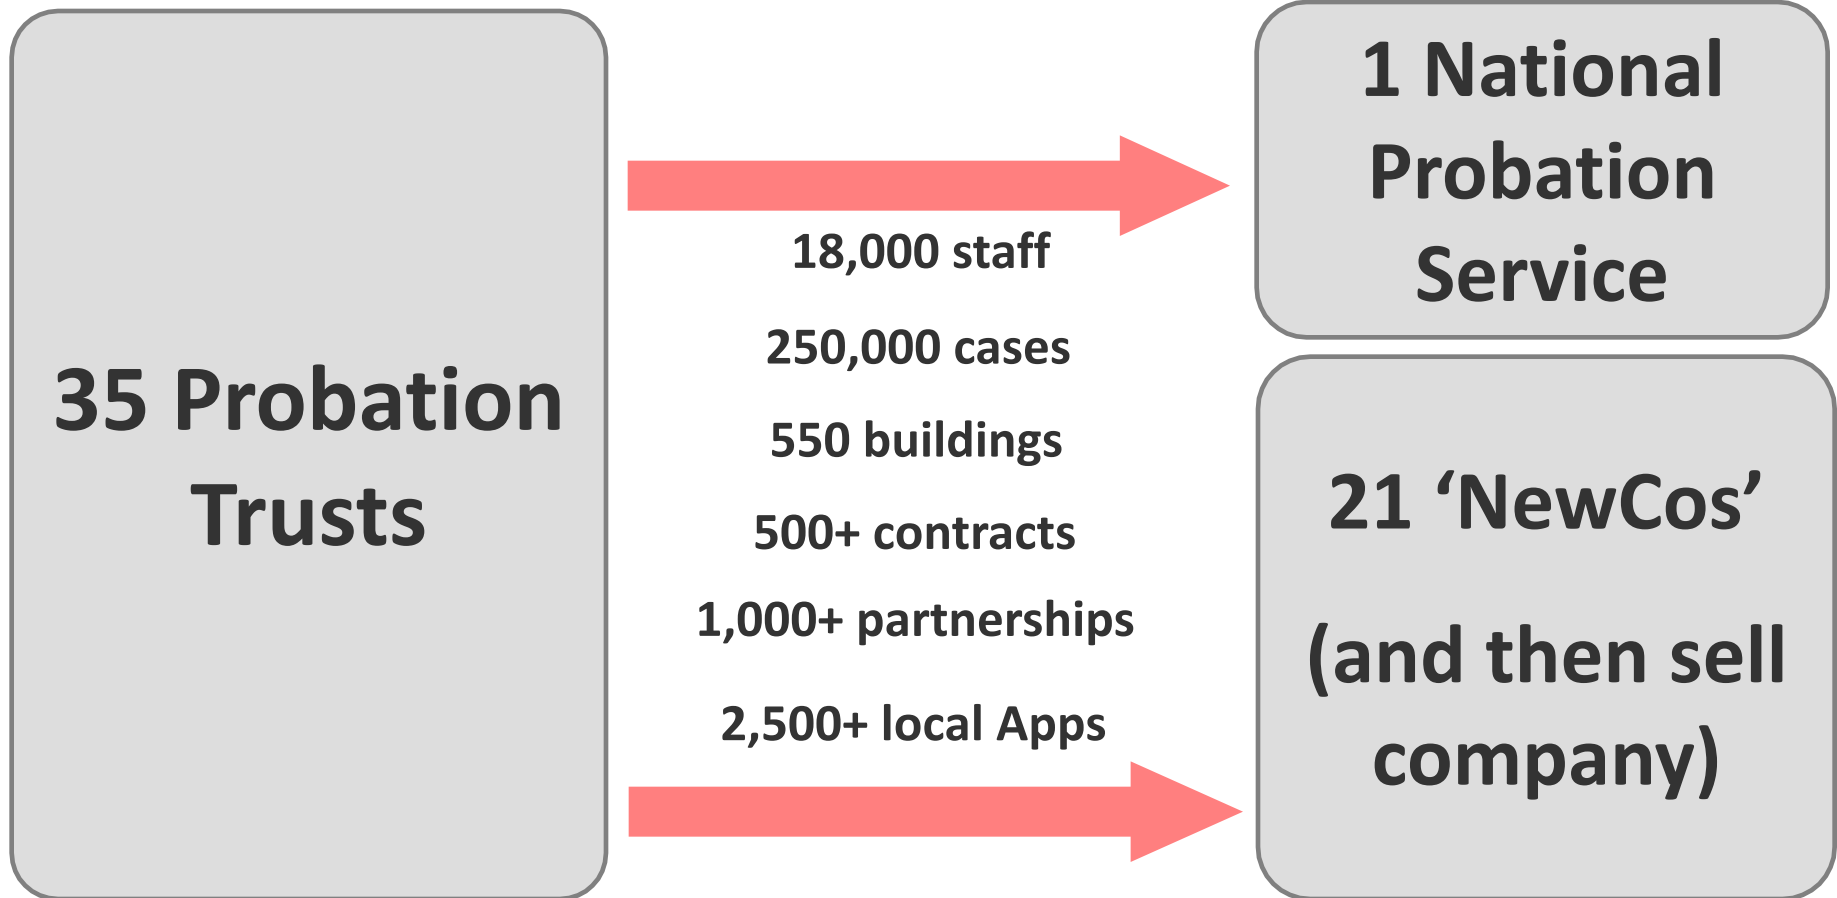 35 Probation
Trusts
18,000 staff
250,000 cases
550 buildings
500+ contracts
1,000+ partnerships
2,500+ local Apps
1 National
Probation
Service
21 ‘NewCos’
(and then sell
company)